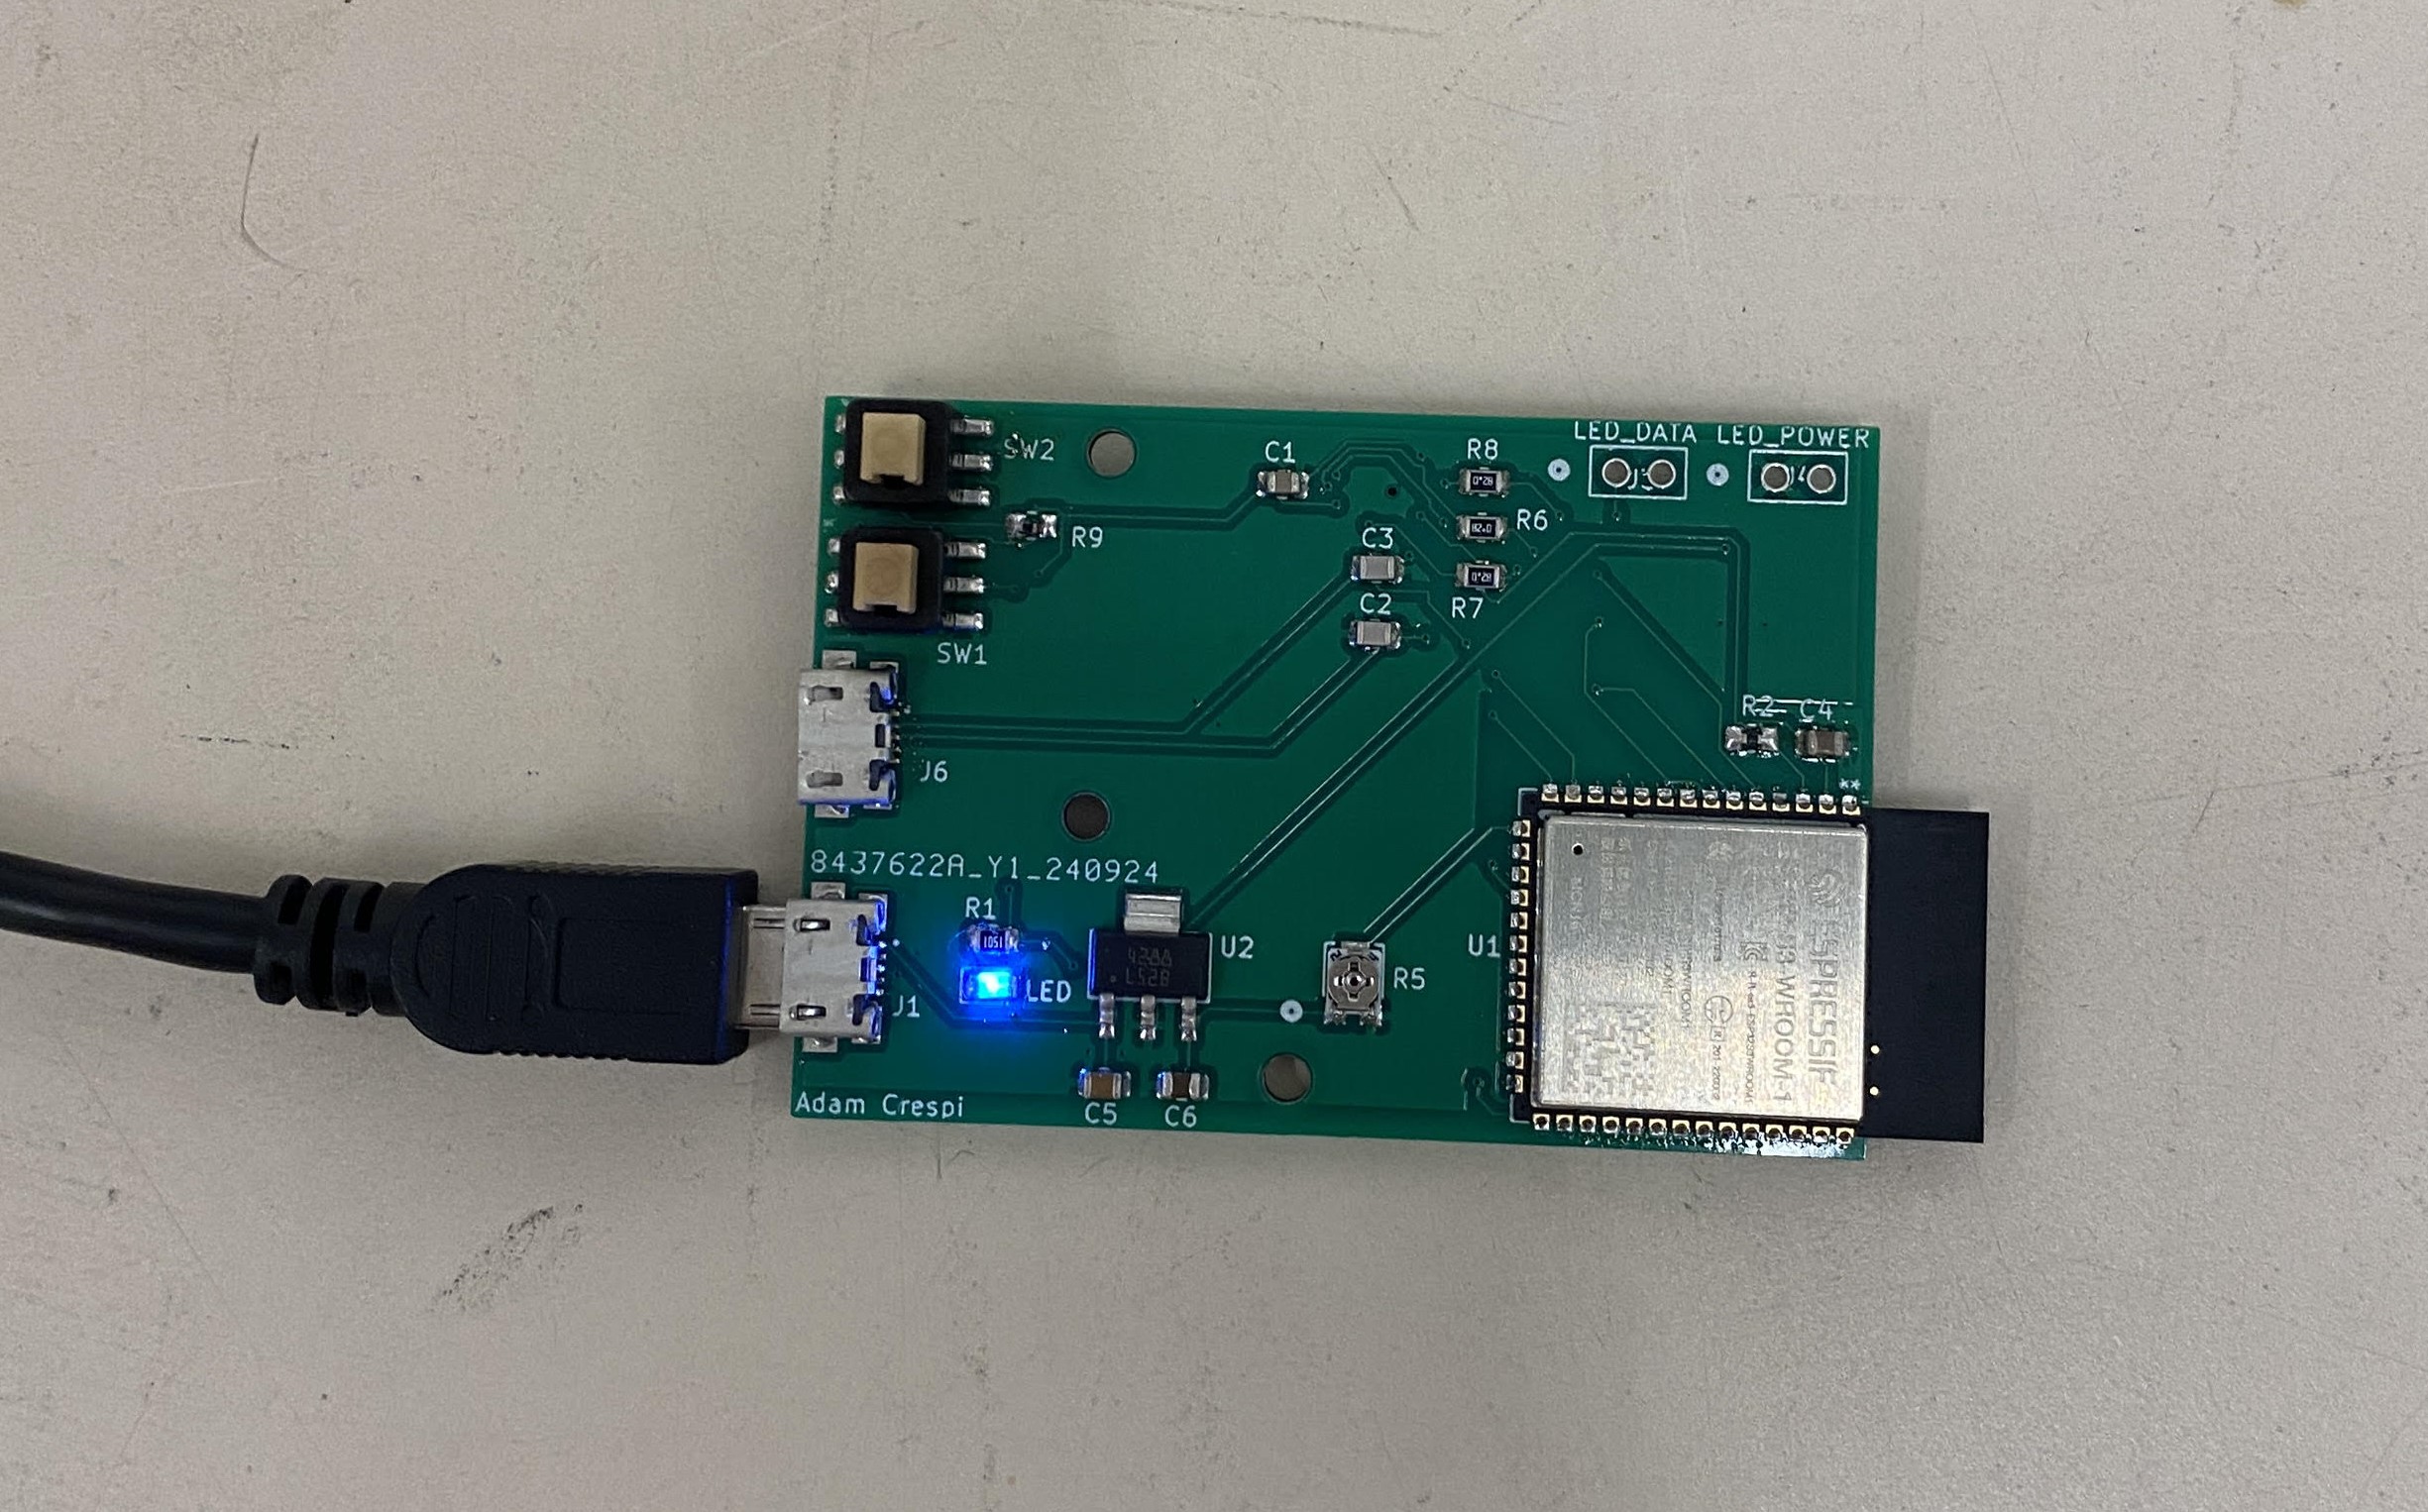 LED_DATA
LED_POWER
SW2
C1
R8
R6
R9
C3
R7
C2
SW1
R2
C4
J6
**
8437622A_Y1_240924
R1
1051
U2
LED
J1
R5
U1
ESPRESSIF
Adam Crespi
C5
C6